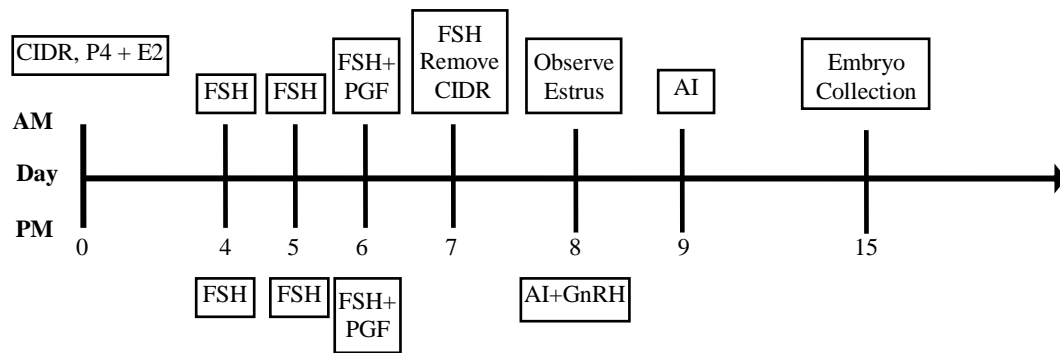 CIDR, P4 + E2
FSH
FSH
FSH+
PGF
FSH
Remove
CIDR
Observe
Estrus
AI
Embryo
Collection
AM
Day
PM
0 4 5 6 7 8 9 15
FSH
FSH
FSH+
PGF
AI+GnRH